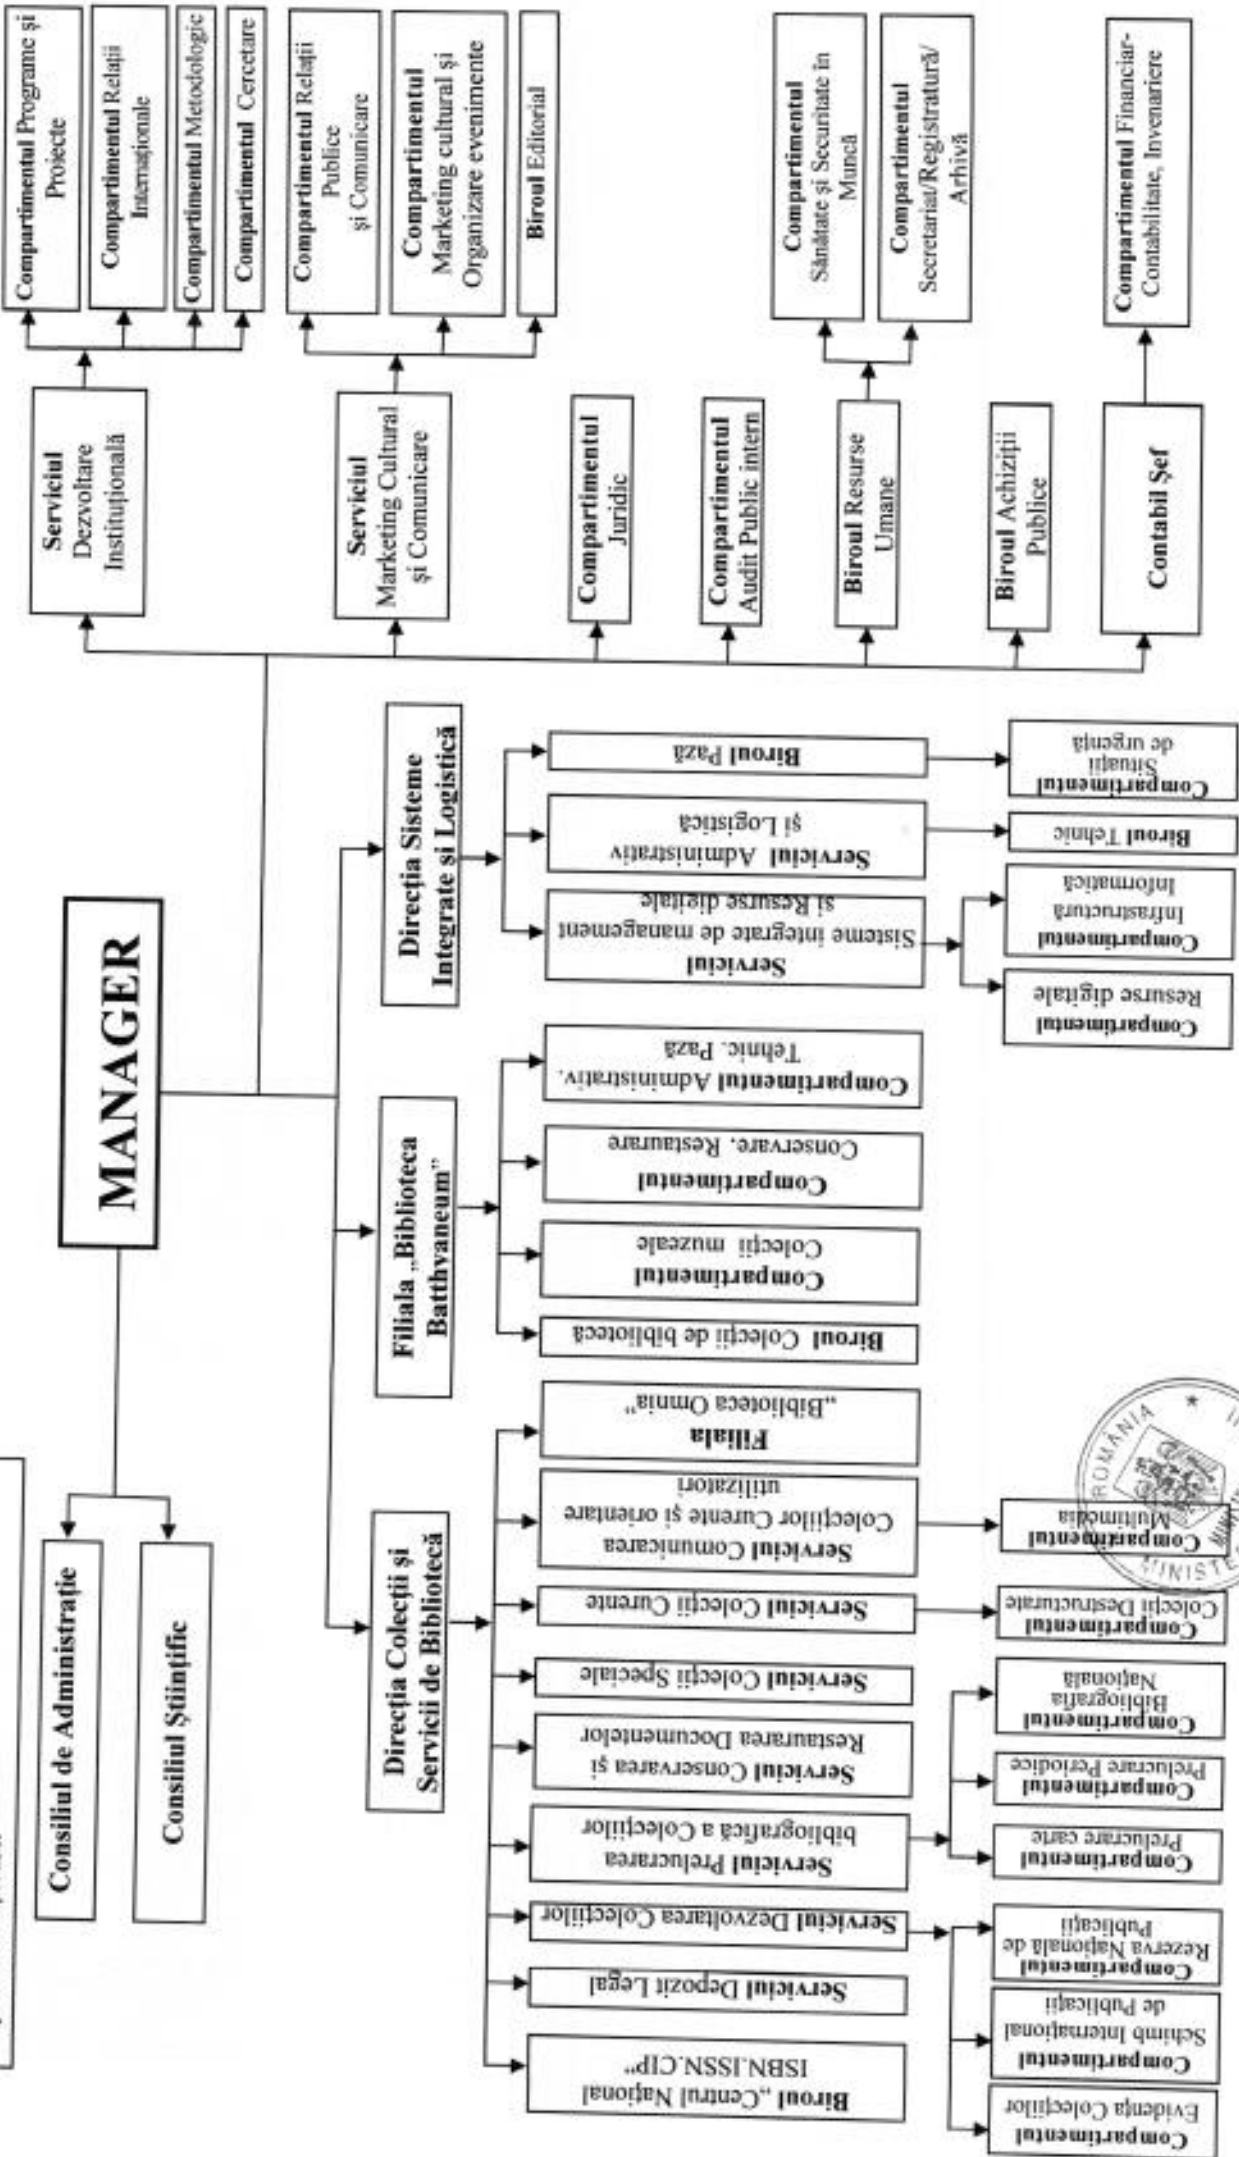 MANAGER
Consiliul de Administrație
Consiliul Științific
Direcția Colecții și
Servicii de Bibliotecă
Filiala „Biblioteca
Batthvaneum”
Direcția Sisteme
Integrate și Logistică
Serviciul
Dezvoltare
Instituțională
Compartimentul Programe și
Proiecte
Compartimentul Relații
Internaționale
Compartimentul Metodologic
Compartimentul Cercetare
Serviciul
Marketing Cultural
și Comunicare
Compartimentul Relații
Publice
și Comunicare
Compartimentul
Marketing cultural și
Organizare evenimente
Biroul Editorial
Compartimentul
Juridic
Compartimentul
Audit Public intern
Biroul Resurse
Umane
Compartimentul
Sănătate și Securitate în
Muncă
Compartimentul
Secretariat/Registratură/
Arhivă
Biroul Achiziții
Publice
Contabil Șef
Compartimentul Financiar-
Contabilitate, Invenariere
Biroul „Centrul Național
ISBN.ISSN.CIP”
Serviciul Depozit Legal
Serviciul Dezvoltarea Colecțiilor
Serviciul Prelucrarea
bibliografică a Colecțiilor
Serviciul Conservarea și
Restaurarea Documentelor
Serviciul Colecții Speciale
Serviciul Colecții Curente
Serviciul Comunicarea
Colecțiilor Curente și orientare
utilizatori
Filiala
„Biblioteca Omnia”
Biroul Colecții de bibliotecă
Compartimentul
Colecții muzeale
Compartimentul
Conservare. Restaurare
Compartimentul Administrativ.
Tehnic. Pază
Serviciul
Sisteme integrate de management
și Resurse digitale
Serviciul Administrativ
și Logistică
Biroul Pază
Compartimentul
Evidența Colecțiilor
Compartimentul
Schimb Internațional
de Publicații
Compartimentul
Rezerva Națională de
Publicații
Compartimentul
Prelucrare carte
Compartimentul
Prelucrare Periodice
Compartimentul
Bibliografia
Națională
Compartimentul
Colecții Destructurate
Compartimentul
Multimedia
Compartimentul
Resurse digitale
Compartimentul
Infrastructură
Informatică
Biroul Tehnic
Compartimentul
Situații
de urgență
ROMÂNIA